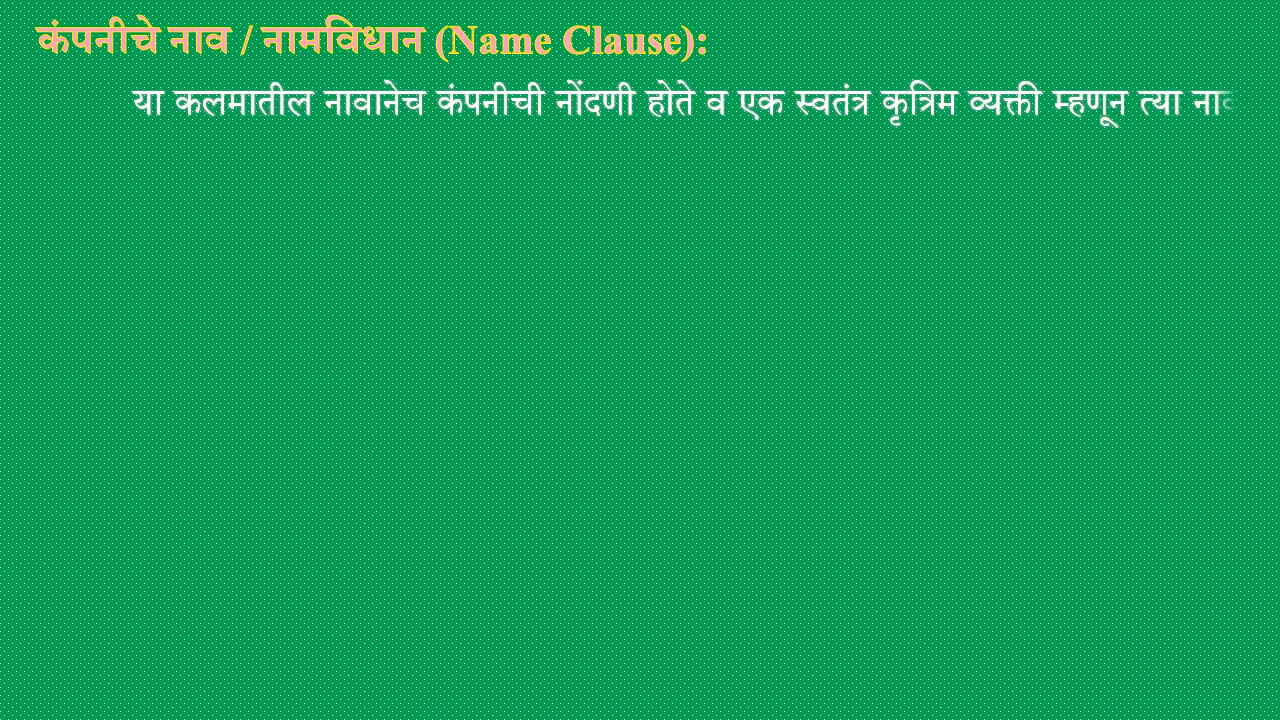 कंपनीचे नाव / नामविधान (Name Clause):
या कलमातील नावानेच कंपनीची नोंदणी होते व एक स्वतंत्र कृत्रिम व्यक्ती म्हणून त्या